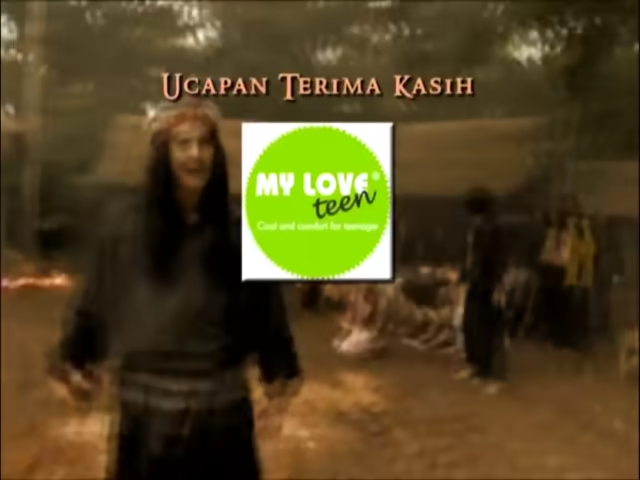 UCAPAN TERIMA KASIH
MY LOVE®
teen
Cool and comfort for teenager